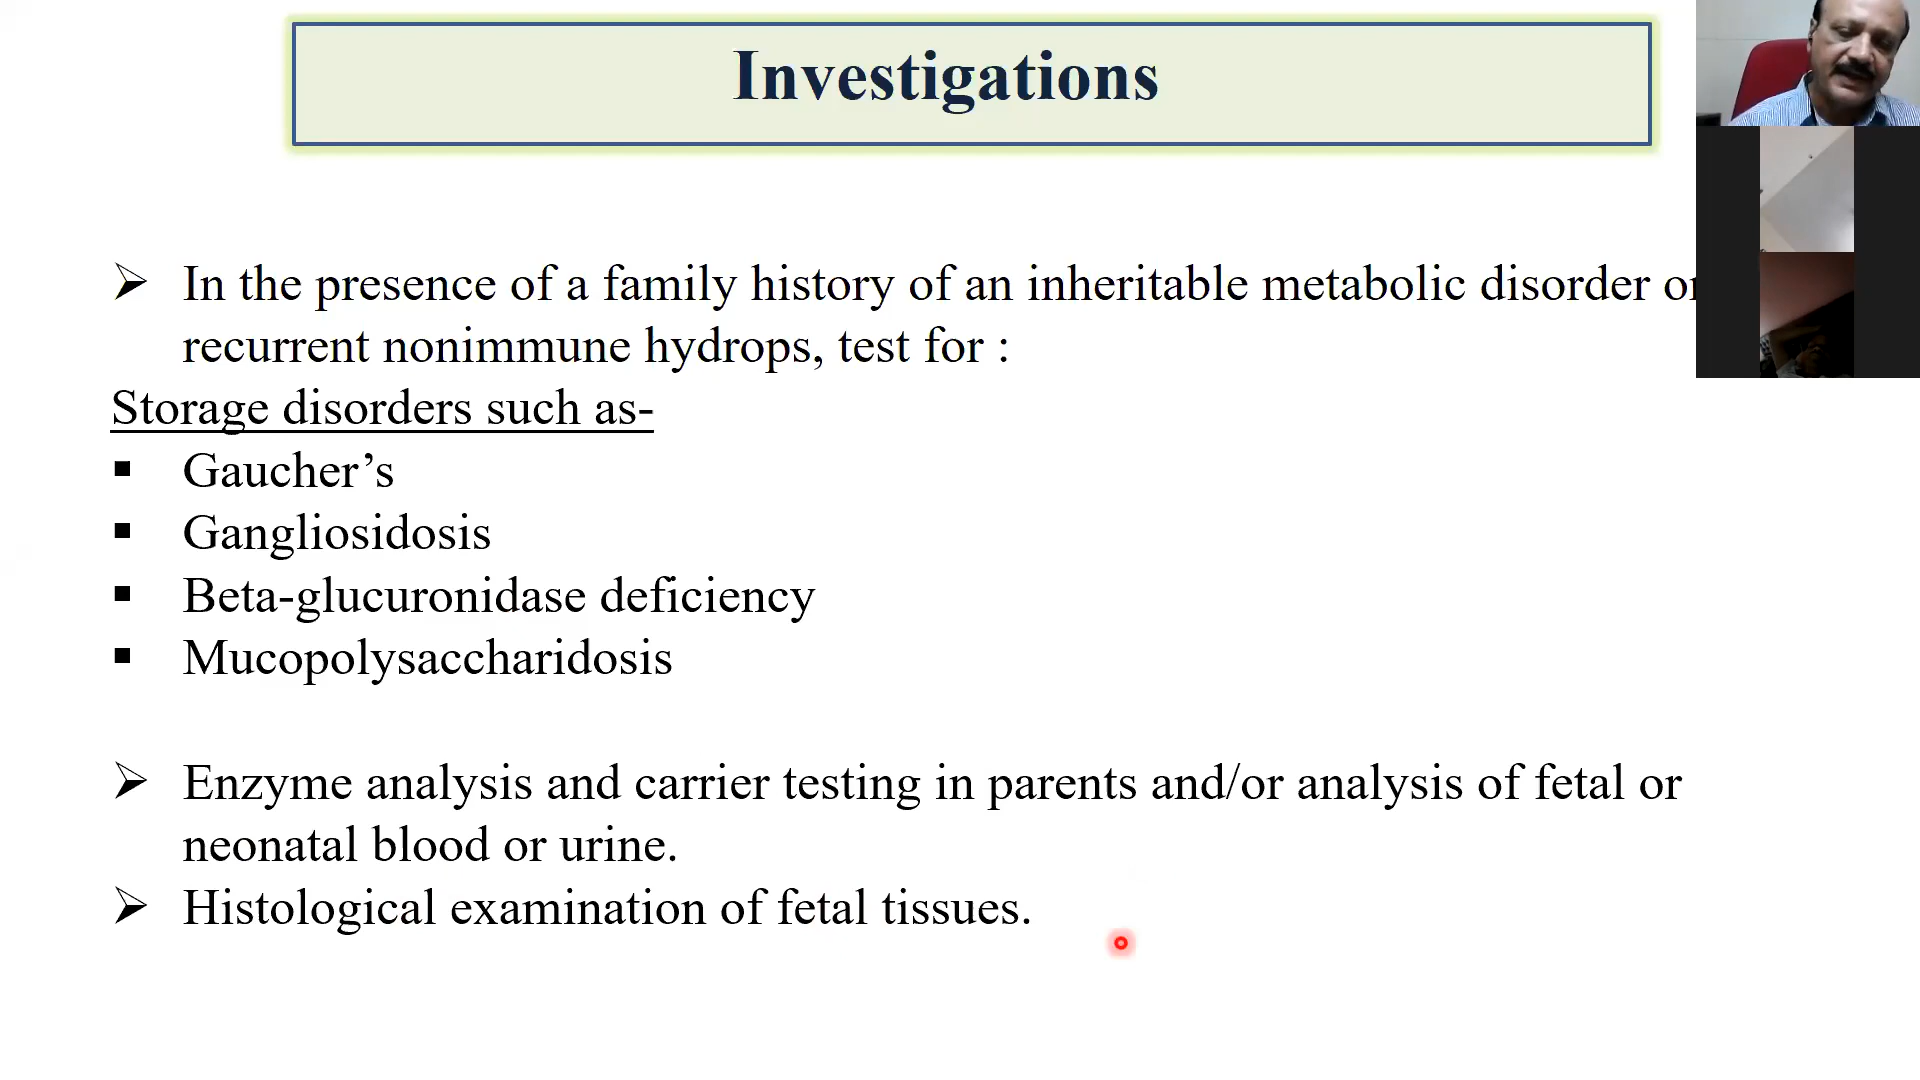 Investigations
In the presence of a family history of an inheritable metabolic disorder or
recurrent nonimmune hydrops, test for :
Storage disorders such as-
Gaucher’s
Gangliosidosis
Beta-glucuronidase deficiency
Mucopolysaccharidosis
Enzyme analysis and carrier testing in parents and/or analysis of fetal or
neonatal blood or urine.
Histological examination of fetal tissues.